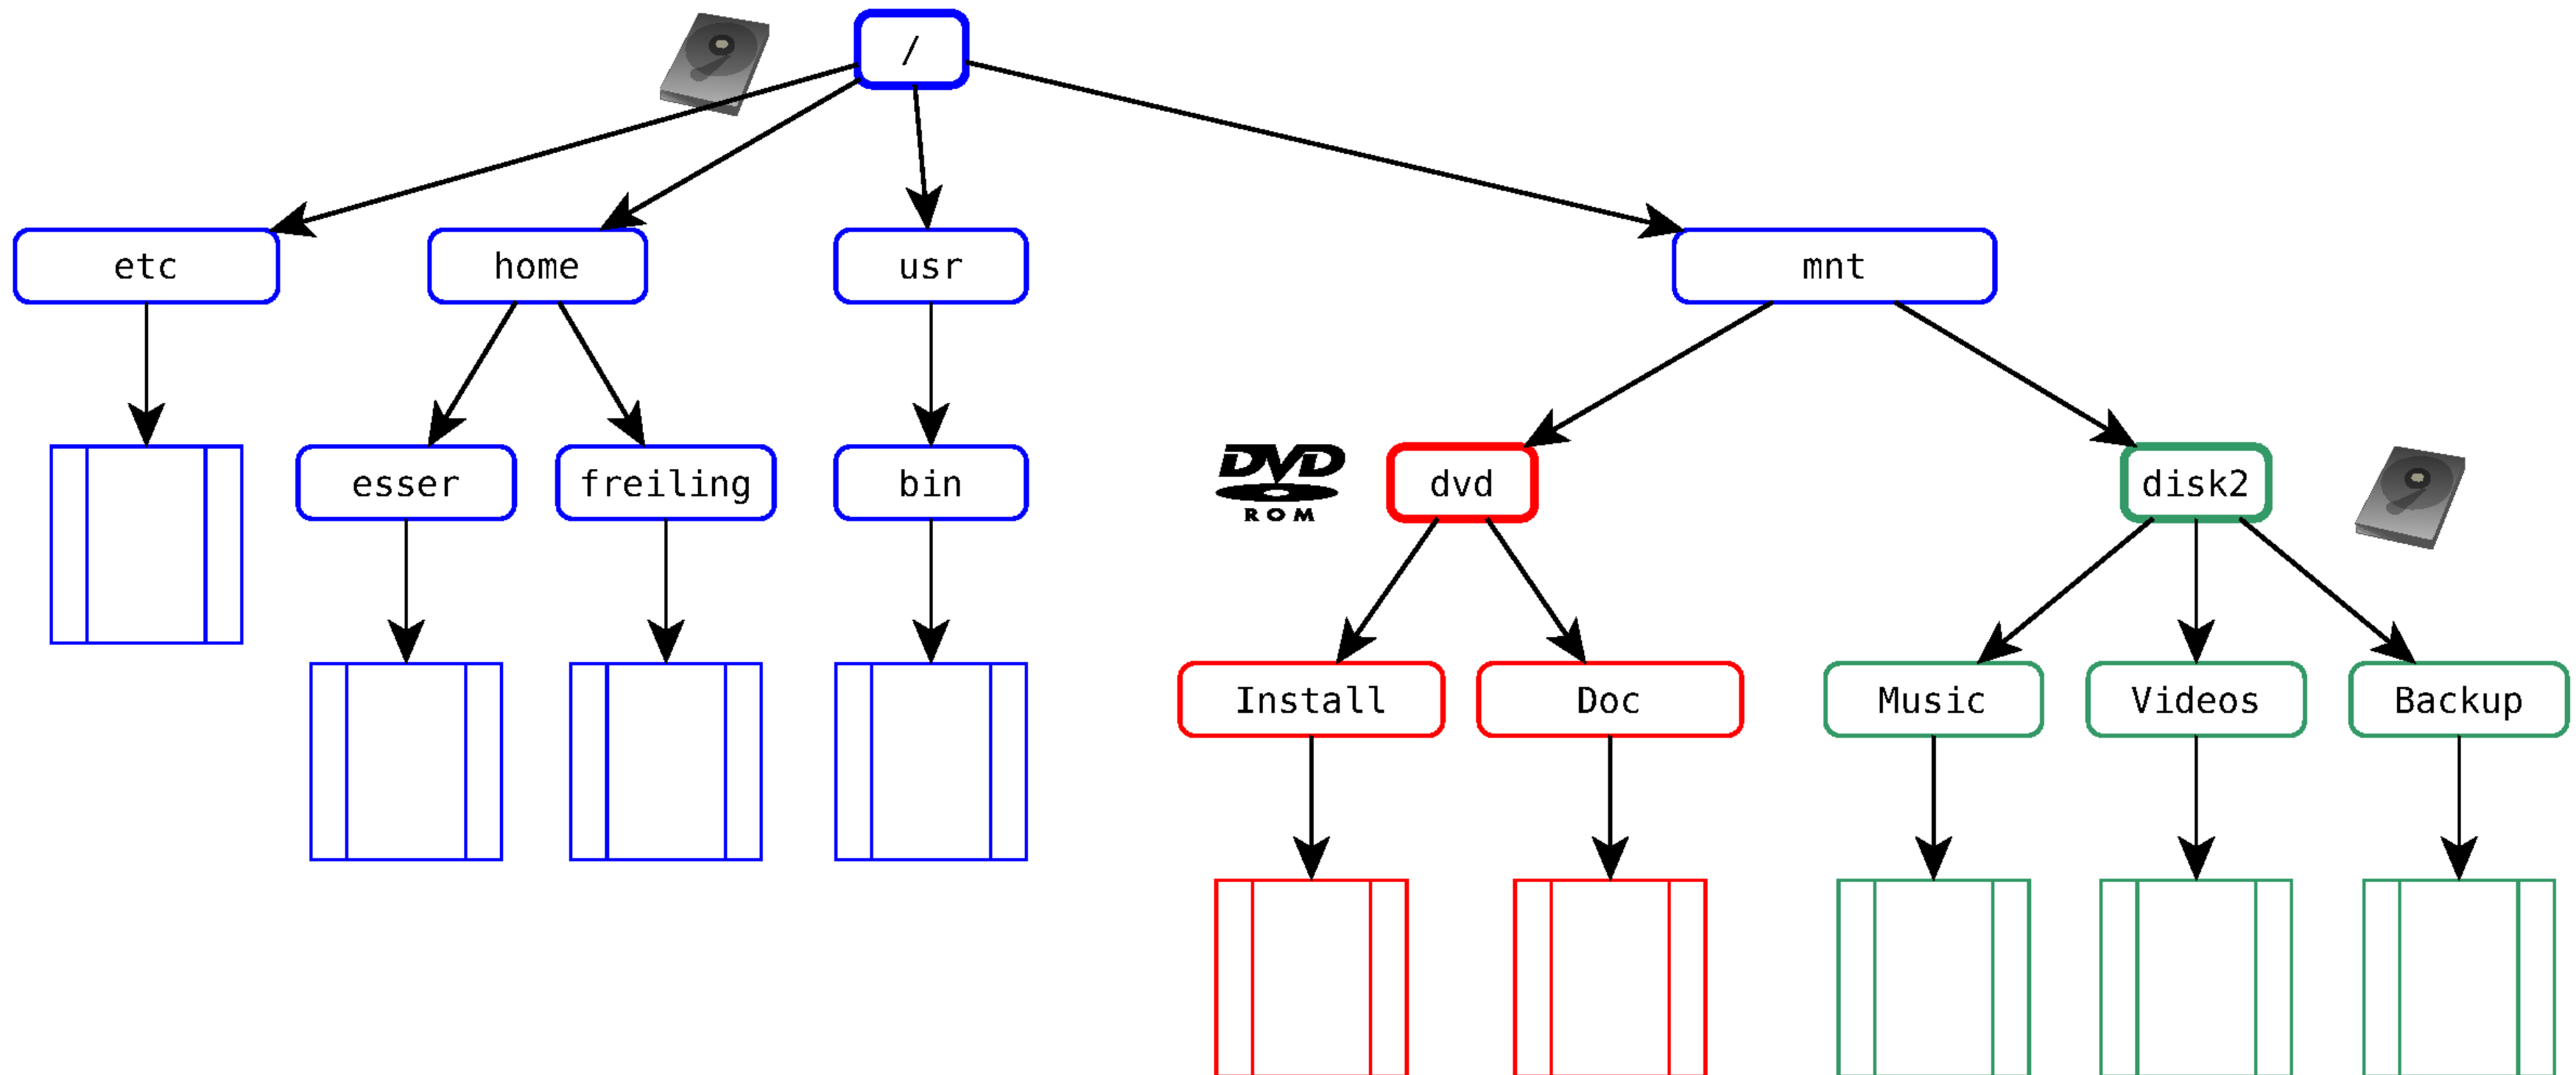 /
etc
home
usr
mnt
esser
freiling
bin
DVD
ROM
dvd
disk2
Install
Doc
Music
Videos
Backup